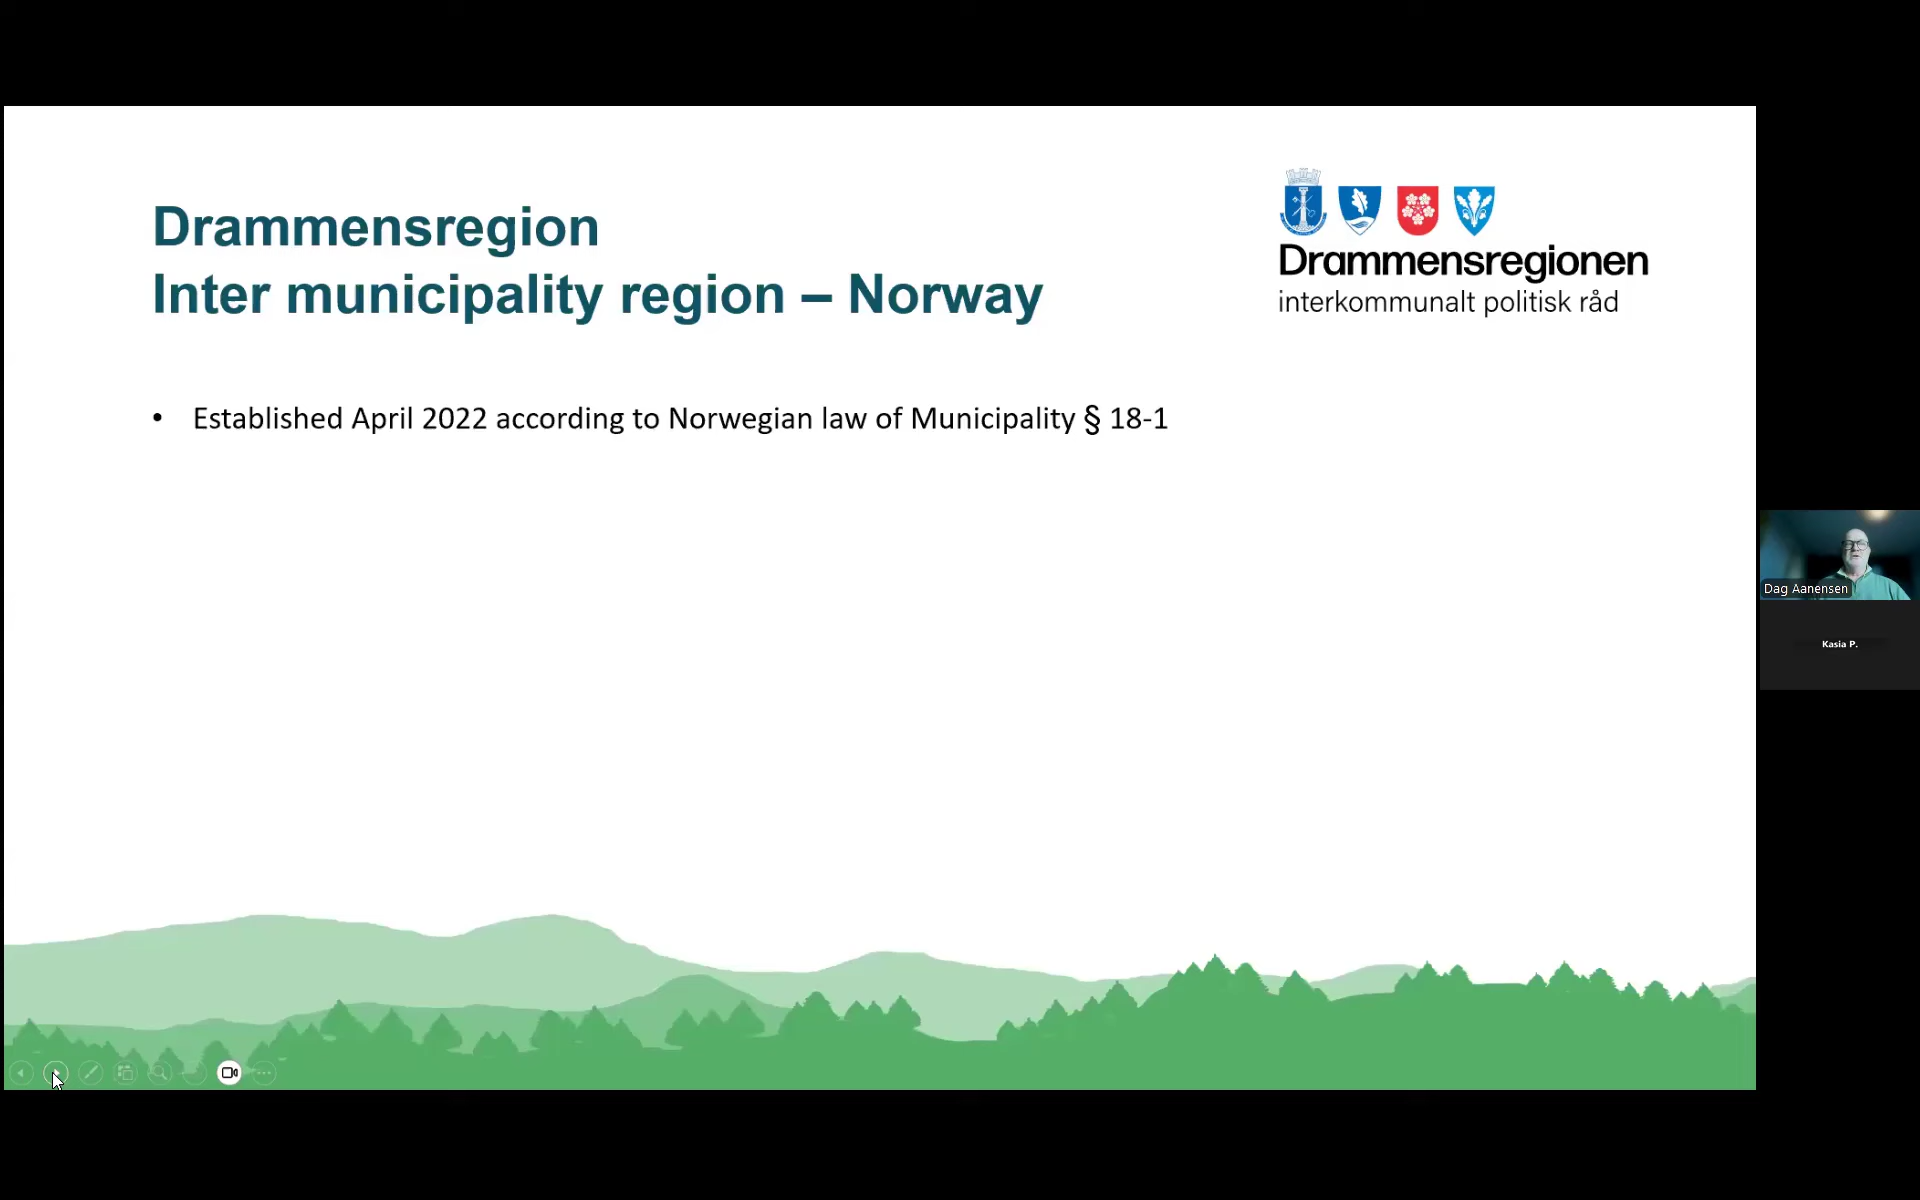 Drammensregion
Inter municipality region – Norway
Drammensregionen
interkommunalt politisk råd
• Established April 2022 according to Norwegian law of Municipality § 18-1
Dag Aanensen
Kasia P.